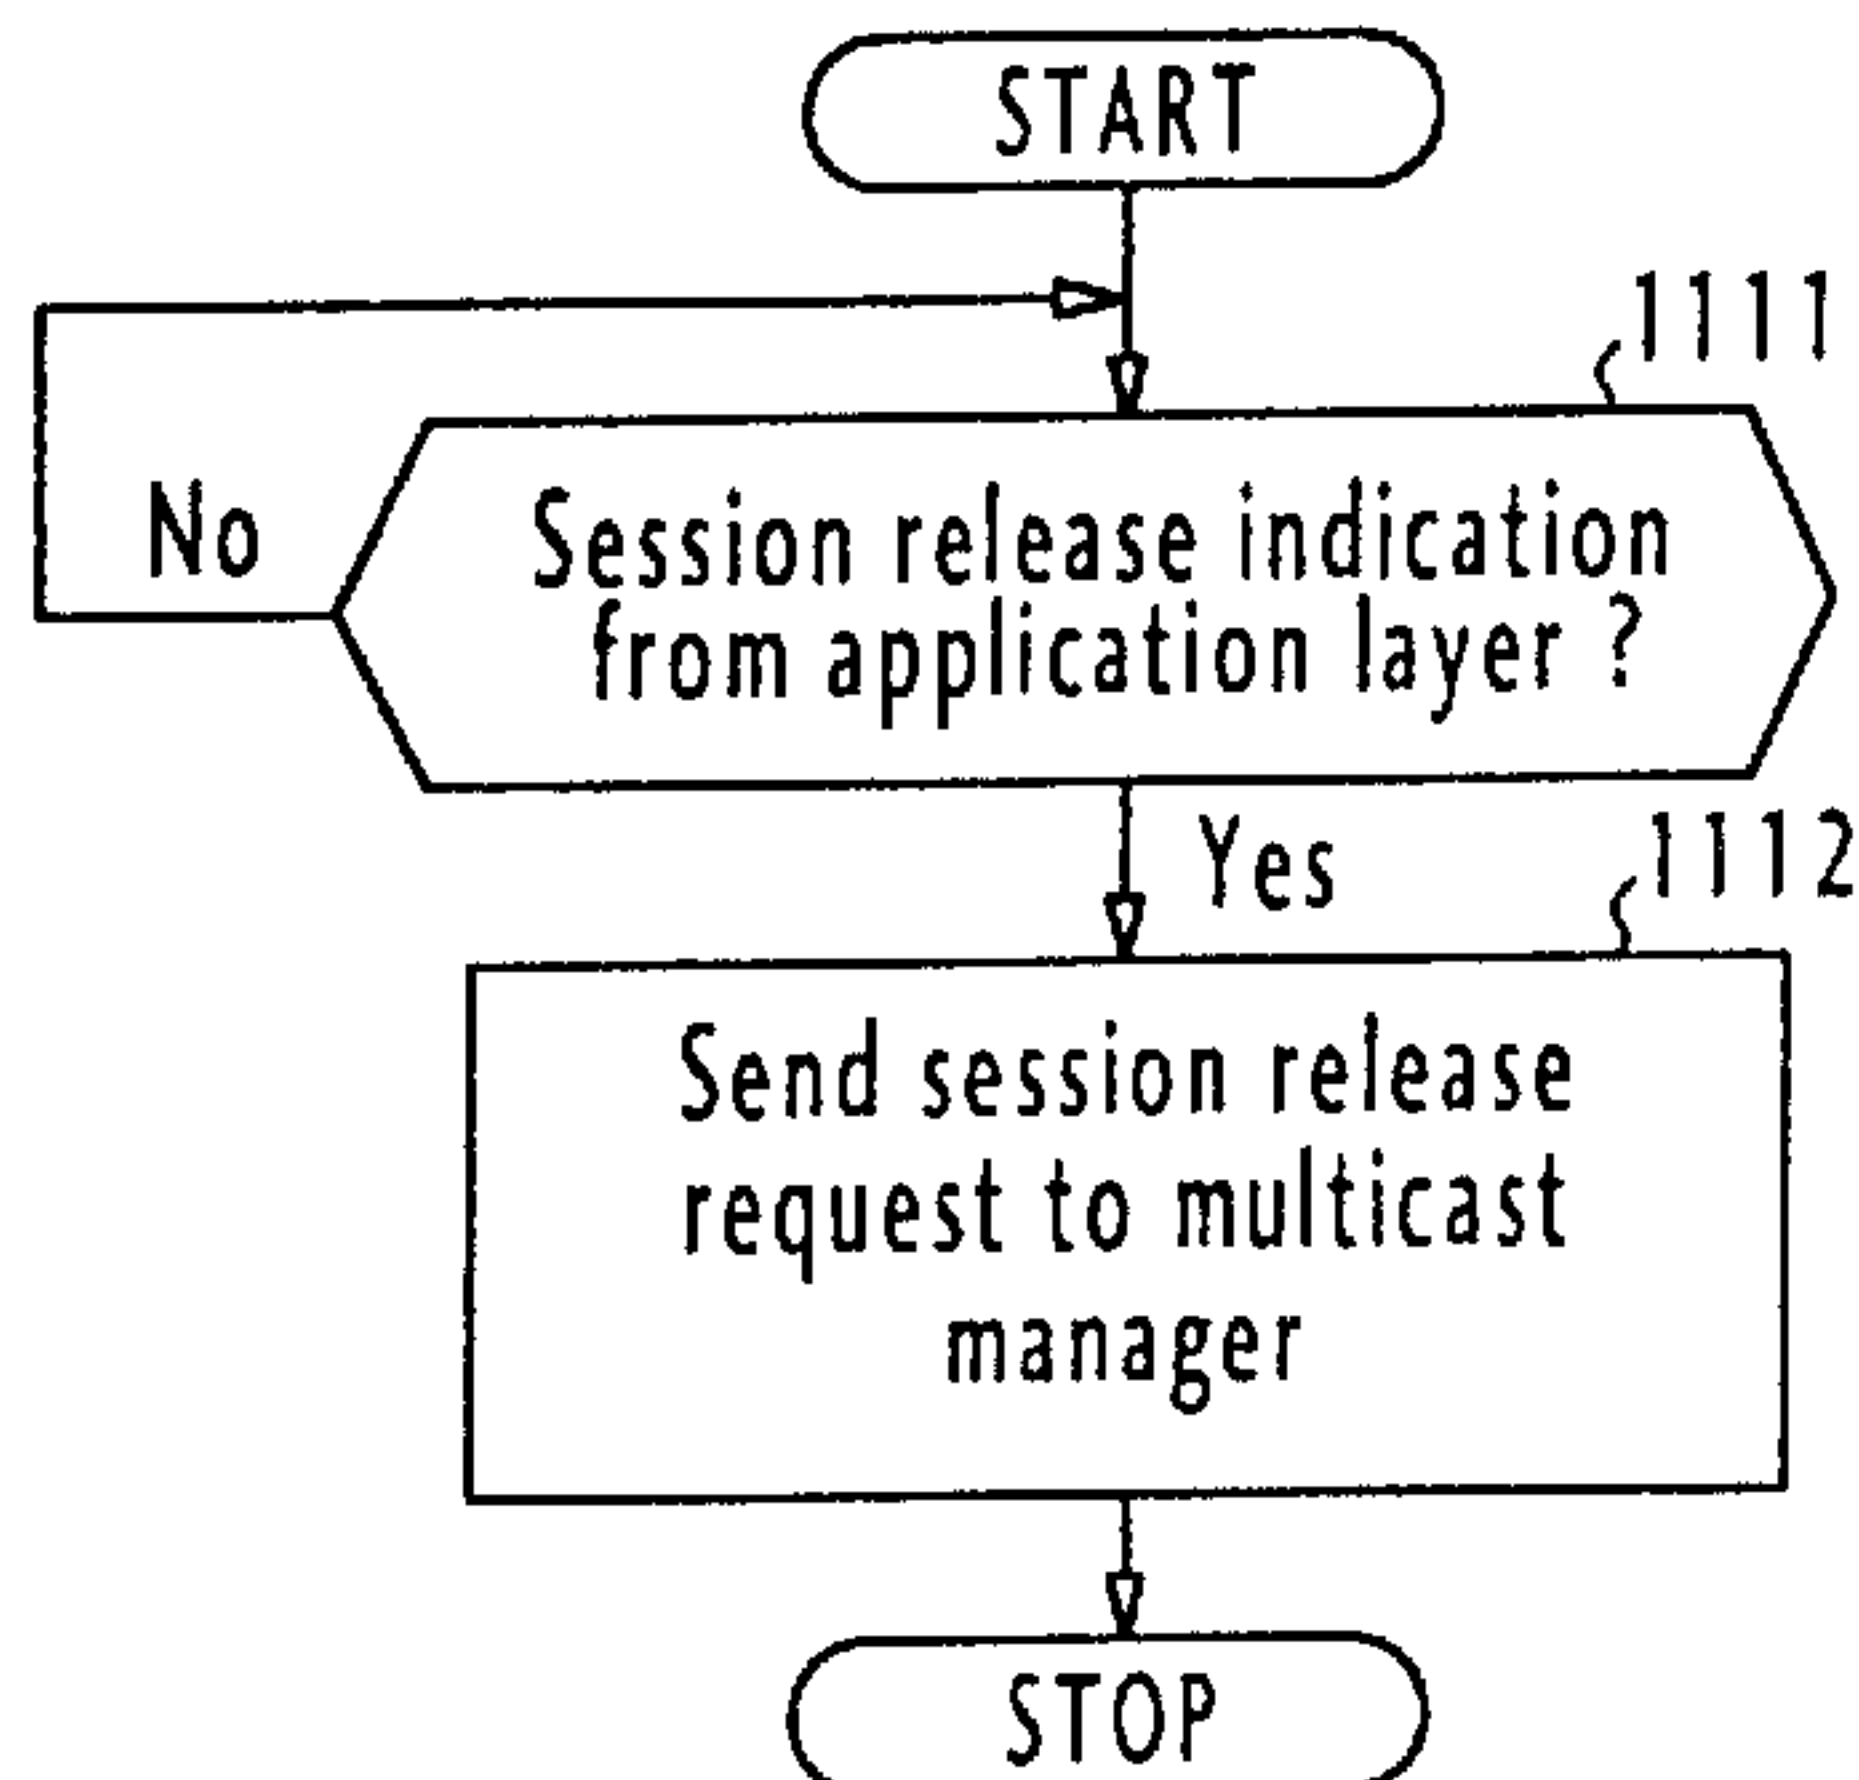 START
1111
No
Session release indication
from application layer ?
Yes
1112
Send session release
request to multicast
manager
STOP